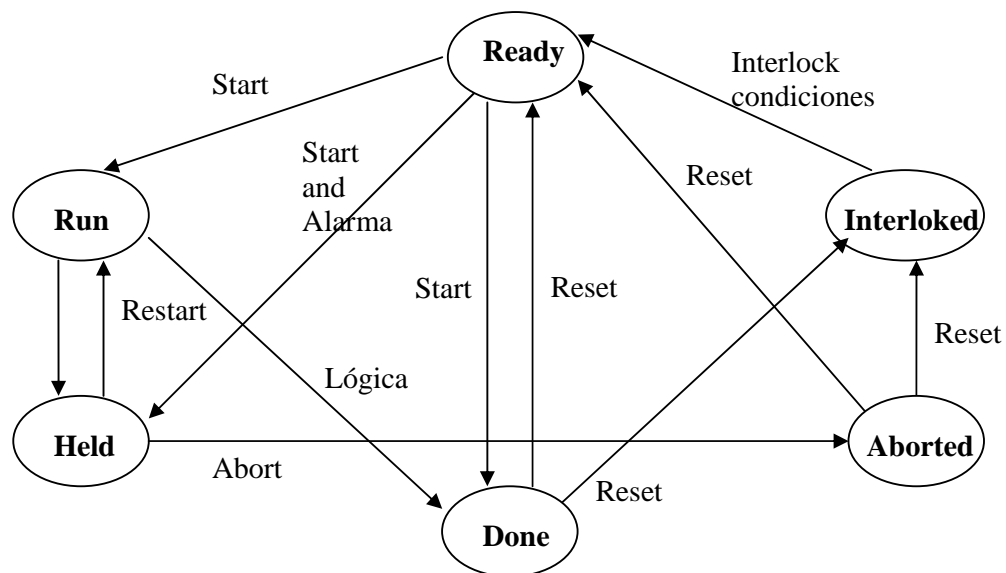 Ready
Interlock
condiciones
Start
Start
and
Alarma
Reset
Run
Interloked
Start
Reset
Restart
Reset
Lógica
Held
Aborted
Abort
Reset
Done